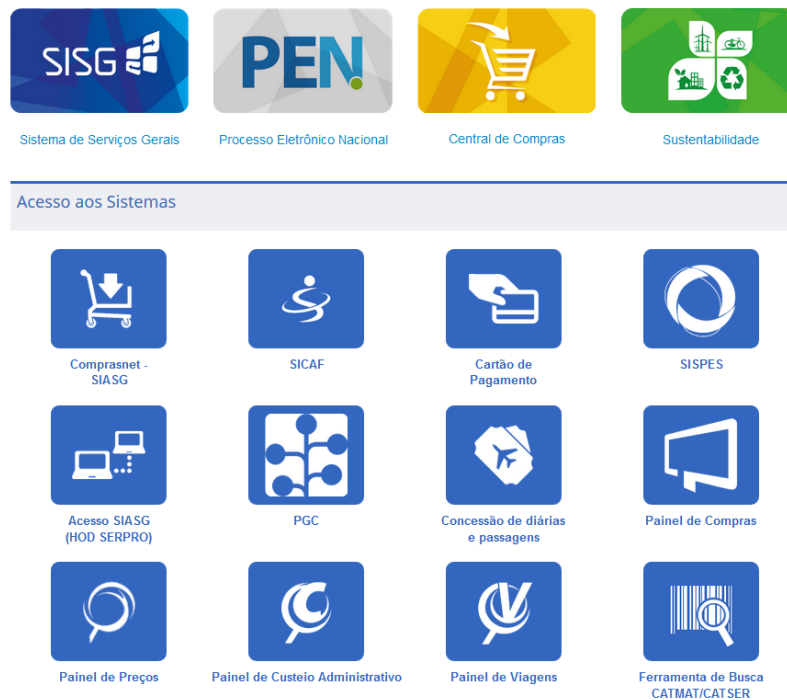 SISG
PEN
Sistema de Serviços Gerais
Processo Eletrônico Nacional
Central de Compras
Sustentabilidade
Acesso aos Sistemas
Comprasnet -
SIASG
SICAF
Cartão de
Pagamento
SISPES
Acesso SIASG
(HOD SERPRO)
PGC
Concessão de diárias
e passagens
Painel de Compras
Painel de Preços
C
Painel de Custeio Administrativo
V
Painel de Viagens
Ferramenta de Busca
CATMAT/CATSER